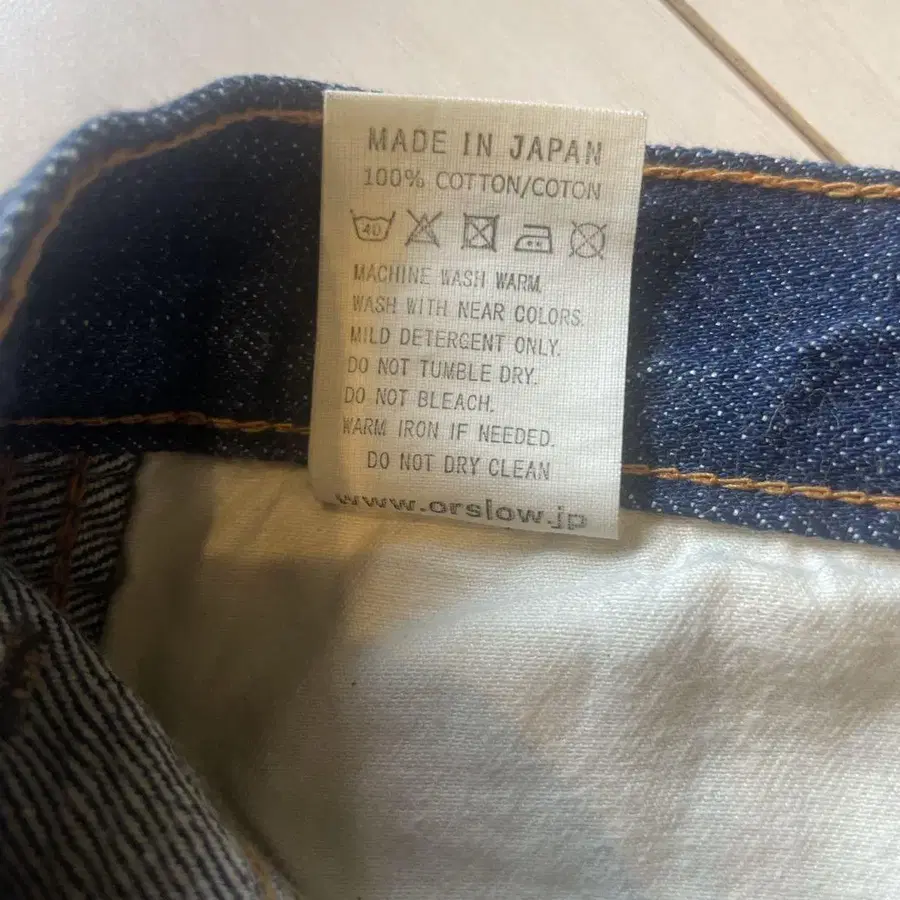 MADE IN JAPAN
100% COTTON/COTON
40
MACHINE WASH WARM.
WASH WITH NEAR COLORS.
MILD DETERGENT ONLY.
DO NOT TUMBLE DRY.
DO NOT BLEACH.
WARM IRON IF NEEDED.
DO NOT DRY CLEAN
www.orslow.jp